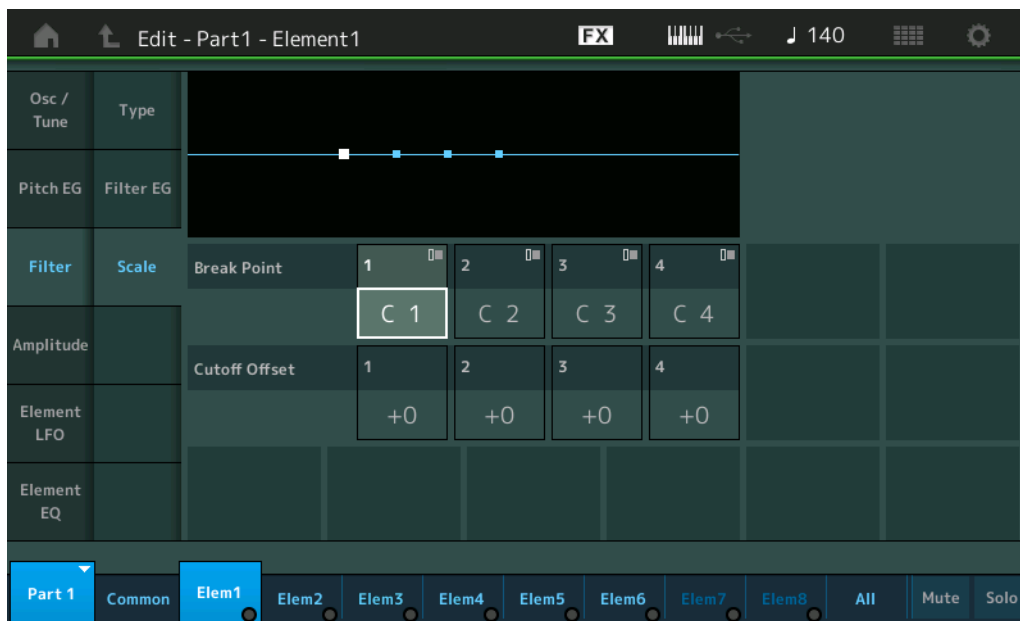 Edit - Part1 - Element1
FX
♩ 140
Osc /
Tune
Type
Pitch EG
Filter EG
Filter
Scale
Break Point
1
2
3
4
C 1
C 2
C 3
C 4
Amplitude
Cutoff Offset
1
2
3
4
+0
+0
+0
+0
Element
LFO
Element
EQ
Part 1
Common
Elem1
Elem2
Elem3
Elem4
Elem5
Elem6
Elem7
Elem8
All
Mute
Solo